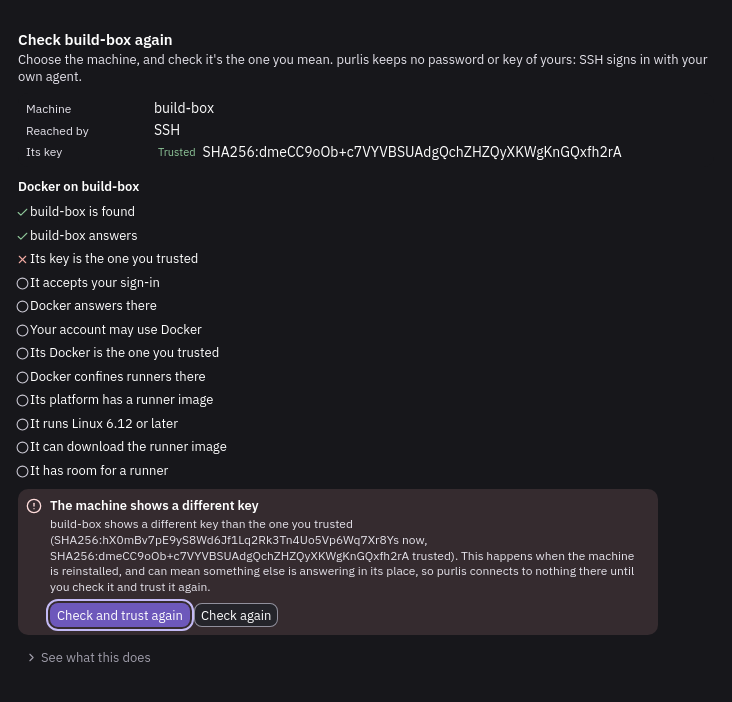 Check build-box again
Choose the machine, and check it's the one you mean. purlis keeps no password or key of yours: SSH signs in with your
own agent.
Machine build-box
Reached by SSH
Its key Trusted SHA256:dmeCC9oOb+c7VYVBSUAdgQchZHZQyXKWgKnGQxfh2rA
Docker on build-box
build-box is found
build-box answers
Its key is the one you trusted
It accepts your sign-in
Docker answers there
Your account may use Docker
Its Docker is the one you trusted
Docker confines runners there
Its platform has a runner image
It runs Linux 6.12 or later
It can download the runner image
It has room for a runner
The machine shows a different key
build-box shows a different key than the one you trusted
(SHA256:hX0mBv7pE9yS8Wd6Jf1Lq2Rk3Tn4Uo5Vp6Wq7Xr8Ys now,
SHA256:dmeCC9oOb+c7VYVBSUAdgQchZHZQyXKWgKnGQxfh2rA trusted). This happens when the machine
is reinstalled, and can mean something else is answering in its place, so purlis connects to nothing there until
you check it and trust it again.
Check and trust again Check again
See what this does